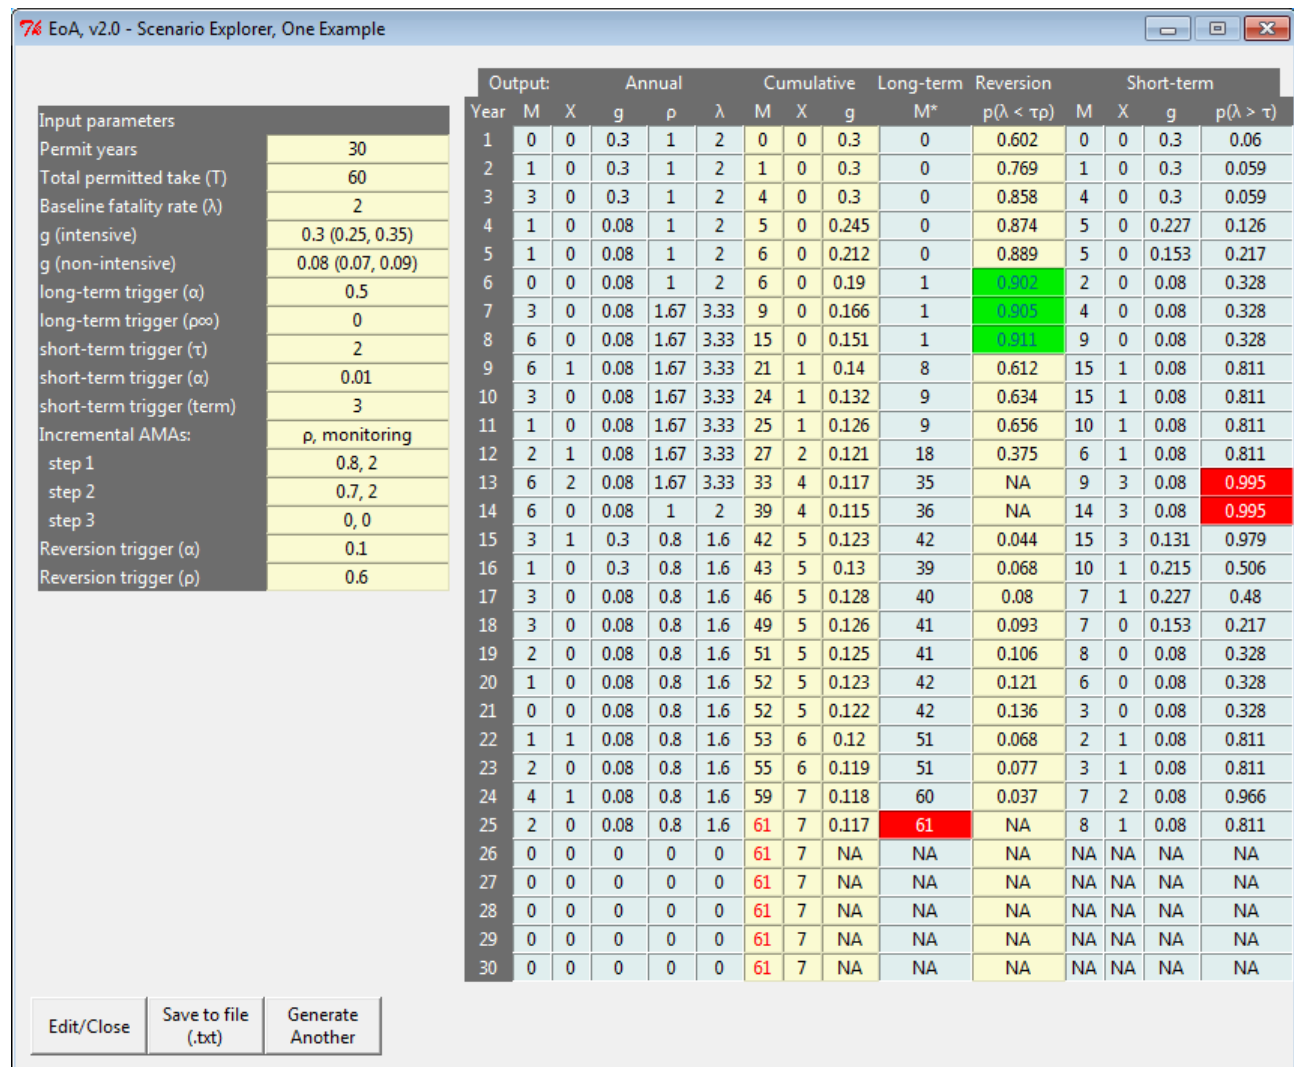 EoA, v2.0 - Scenario Explorer, One Example
Output: Annual Cumulative Long-term Reversion Short-term
Year M X g ρ λ M X g M* p(λ < τρ) M X g p(λ > τ)
Input parameters
Permit years 30
Total permitted take (T) 60
Baseline fatality rate (λ) 2
g (intensive) 0.3 (0.25, 0.35)
g (non-intensive) 0.08 (0.07, 0.09)
long-term trigger (α) 0.5
long-term trigger (ρ∞) 0
short-term trigger (τ) 2
short-term trigger (α) 0.01
short-term trigger (term) 3
Incremental AMAs: ρ, monitoring
step 1 0.8, 2
step 2 0.7, 2
step 3 0, 0
Reversion trigger (α) 0.1
Reversion trigger (ρ) 0.6
1 0 0 0.3 1 2 0 0 0.3 0 0.602 0 0 0.3 0.06
2 1 0 0.3 1 2 1 0 0.3 0 0.769 1 0 0.3 0.059
3 3 0 0.3 1 2 4 0 0.3 0 0.858 4 0 0.3 0.059
4 1 0 0.08 1 2 5 0 0.245 0 0.874 5 0 0.227 0.126
5 1 0 0.08 1 2 6 0 0.212 0 0.889 5 0 0.153 0.217
6 0 0 0.08 1 2 6 0 0.19 1 0.902 2 0 0.08 0.328
7 3 0 0.08 1.67 3.33 9 0 0.166 1 0.905 4 0 0.08 0.328
8 6 0 0.08 1.67 3.33 15 0 0.151 1 0.911 9 0 0.08 0.328
9 6 1 0.08 1.67 3.33 21 1 0.14 8 0.612 15 1 0.08 0.811
10 3 0 0.08 1.67 3.33 24 1 0.132 9 0.634 15 1 0.08 0.811
11 1 0 0.08 1.67 3.33 25 1 0.126 9 0.656 10 1 0.08 0.811
12 2 1 0.08 1.67 3.33 27 2 0.121 18 0.375 6 1 0.08 0.811
13 6 2 0.08 1.67 3.33 33 4 0.117 35 NA 9 3 0.08 0.995
14 6 0 0.08 1 2 39 4 0.115 36 NA 14 3 0.08 0.995
15 3 1 0.3 0.8 1.6 42 5 0.123 42 0.044 15 3 0.131 0.979
16 1 0 0.3 0.8 1.6 43 5 0.13 39 0.068 10 1 0.215 0.506
17 3 0 0.08 0.8 1.6 46 5 0.128 40 0.08 7 1 0.227 0.48
18 3 0 0.08 0.8 1.6 49 5 0.126 41 0.093 7 0 0.153 0.217
19 2 0 0.08 0.8 1.6 51 5 0.125 41 0.106 8 0 0.08 0.328
20 1 0 0.08 0.8 1.6 52 5 0.123 42 0.121 6 0 0.08 0.328
21 0 0 0.08 0.8 1.6 52 5 0.122 42 0.136 3 0 0.08 0.328
22 1 1 0.08 0.8 1.6 53 6 0.12 51 0.068 2 1 0.08 0.811
23 2 0 0.08 0.8 1.6 55 6 0.119 51 0.077 3 1 0.08 0.811
24 4 1 0.08 0.8 1.6 59 7 0.118 60 0.037 7 2 0.08 0.966
25 2 0 0.08 0.8 1.6 61 7 0.117 61 NA 8 1 0.08 0.811
26 0 0 0 0 0 61 7 NA NA NA NA NA NA NA
27 0 0 0 0 0 61 7 NA NA NA NA NA NA NA
28 0 0 0 0 0 61 7 NA NA NA NA NA NA NA
29 0 0 0 0 0 61 7 NA NA NA NA NA NA NA
30 0 0 0 0 0 61 7 NA NA NA NA NA NA NA
Edit/Close
Save to file
(.txt)
Generate
Another